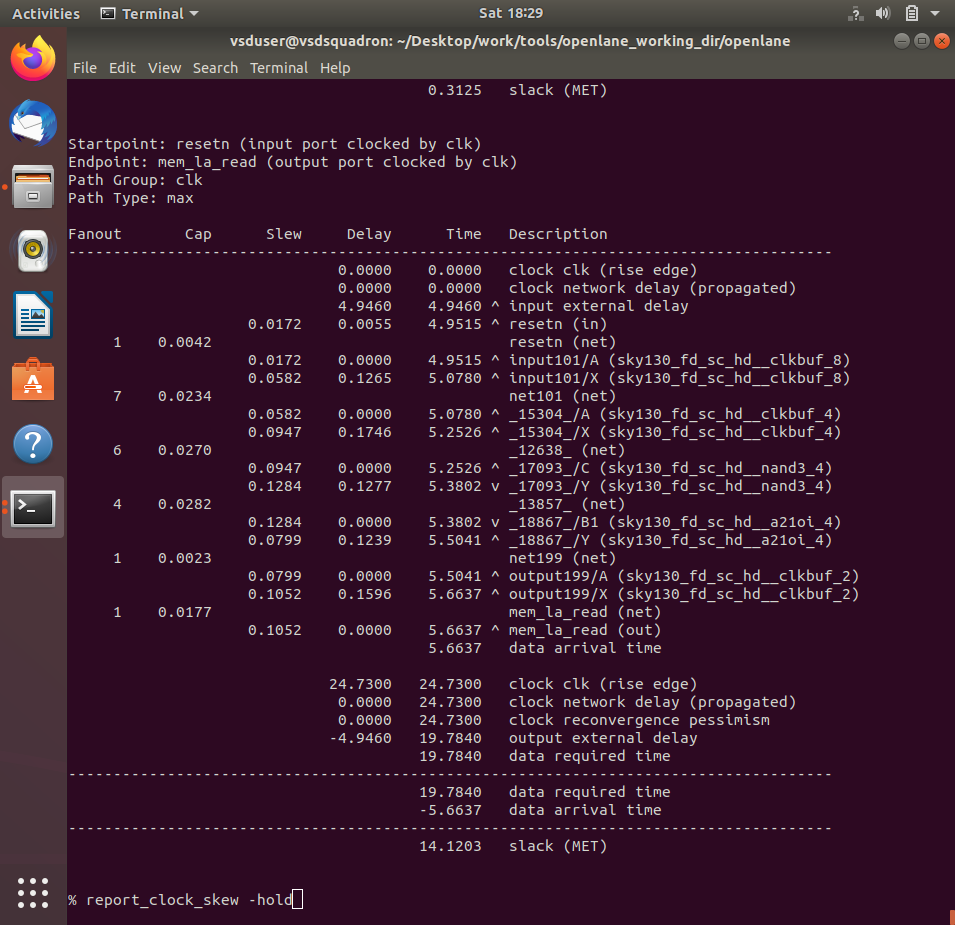 Activities Terminal Sat 18:29
vsduser@vsdsquadron: ~/Desktop/work/tools/openlane_working_dir/openlane
File Edit View Search Terminal Help
0.3125 slack (MET)
Startpoint: resetn (input port clocked by clk)
Endpoint: mem_la_read (output port clocked by clk)
Path Group: clk
Path Type: max
Fanout Cap Slew Delay Time Description
-------------------------------------------------------------------------------------
0.0000 0.0000 clock clk (rise edge)
0.0000 0.0000 clock network delay (propagated)
4.9460 4.9460 ^ input external delay
0.0172 0.0055 4.9515 ^ resetn (in)
1 0.0042 resetn (net)
0.0172 0.0000 4.9515 ^ input101/A (sky130_fd_sc_hd__clkbuf_8)
0.0582 0.1265 5.0780 ^ input101/X (sky130_fd_sc_hd__clkbuf_8)
7 0.0234 net101 (net)
0.0582 0.0000 5.0780 ^ _15304_/A (sky130_fd_sc_hd__clkbuf_4)
0.0947 0.1746 5.2526 ^ _15304_/X (sky130_fd_sc_hd__clkbuf_4)
6 0.0270 _12638_ (net)
0.0947 0.0000 5.2526 ^ _17093_/C (sky130_fd_sc_hd__nand3_4)
0.1284 0.1277 5.3802 v _17093_/Y (sky130_fd_sc_hd__nand3_4)
4 0.0282 _13857_ (net)
0.1284 0.0000 5.3802 v _18867_/B1 (sky130_fd_sc_hd__a21oi_4)
0.0799 0.1239 5.5041 ^ _18867_/Y (sky130_fd_sc_hd__a21oi_4)
1 0.0023 net199 (net)
0.0799 0.0000 5.5041 ^ output199/A (sky130_fd_sc_hd__clkbuf_2)
0.1052 0.1596 5.6637 ^ output199/X (sky130_fd_sc_hd__clkbuf_2)
1 0.0177 mem_la_read (net)
0.1052 0.0000 5.6637 ^ mem_la_read (out)
5.6637 data arrival time
24.7300 24.7300 clock clk (rise edge)
0.0000 24.7300 clock network delay (propagated)
0.0000 24.7300 clock reconvergence pessimism
-4.9460 19.7840 output external delay
19.7840 data required time
-------------------------------------------------------------------------------------
19.7840 data required time
-5.6637 data arrival time
-------------------------------------------------------------------------------------
14.1203 slack (MET)
% report_clock_skew -hold